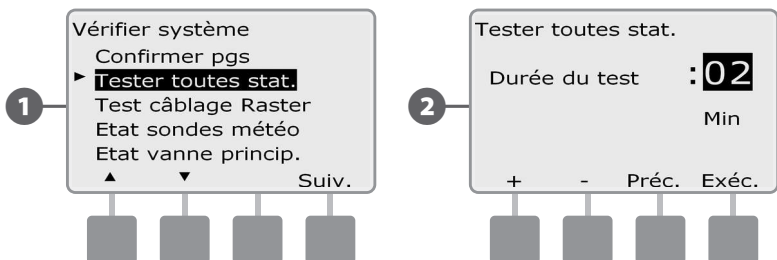 1
Vérifier système
Confirmer pgs
► Tester toutes stat.
Test câblage Raster
Etat sondes météo
Etat vanne princip.
▲ ▼ Suiv.
2
Tester toutes stat.
Durée du test :02
Min
+ - Préc. Exéc.